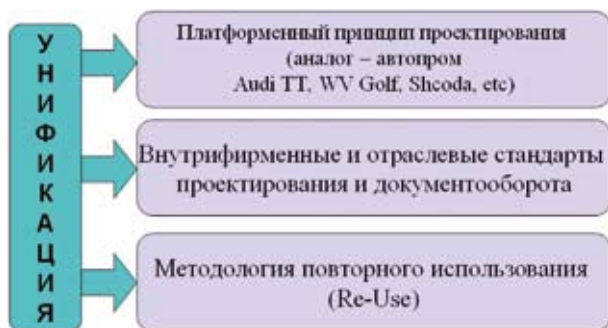 УНИФИКАЦИЯ
Платформенный принцип проектирования
(аналог – автопром
Audi TT, WV Golf, Shcoda, etc)
Внутрифирменные и отраслевые стандарты
проектирования и документооборота
Методология повторного использования
(Re-Use)